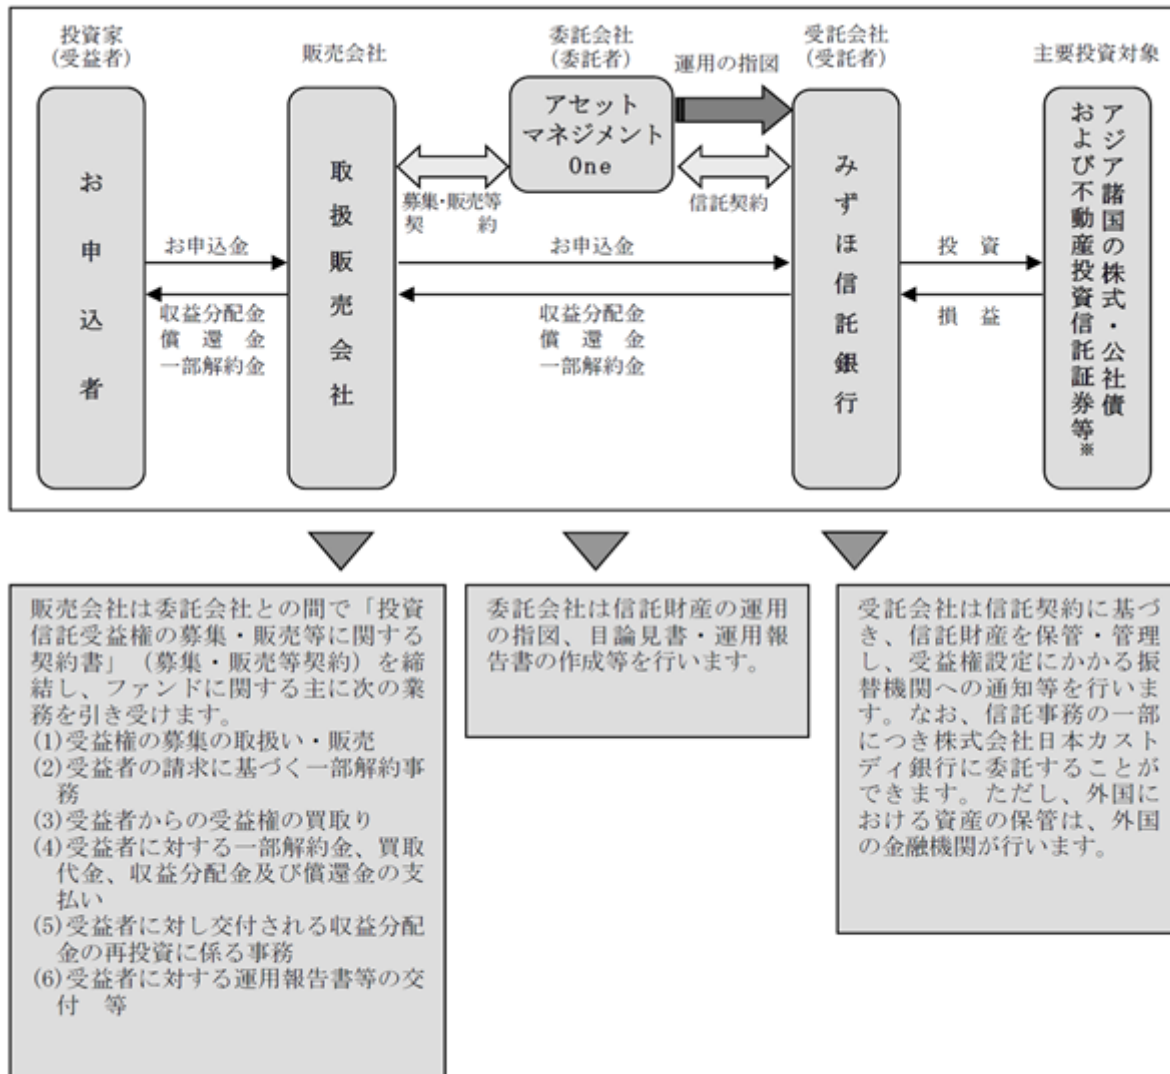 投資家
(受益者)
販売会社
委託会社
(委託者)
運用の指図
受託会社
(受託者)
主要投資対象
お申込者
取扱販売会社
アセット
マネジメント
One
みずほ信託銀行
アジア諸国の株式・公社債
および不動産投資信託証券等※
募集・販売等
契　約
信託契約
お申込金
収益分配金
償　還　金
一部解約金
お申込金
収益分配金
償　還　金
一部解約金
投　資
損　益
販売会社は委託会社との間で「投資
信託受益権の募集・販売等に関する
契約書」（募集・販売等契約）を締
結し、ファンドに関する主に次の業
務を引き受けます。
(1)受益権の募集の取扱い・販売
(2)受益者の請求に基づく一部解約事
務
(3)受益者からの受益権の買取り
(4)受益者に対する一部解約金、買取
代金、収益分配金及び償還金の支
払い
(5)受益者に対し交付される収益分配
金の再投資に係る事務
(6)受益者に対する運用報告書等の交
付　等
委託会社は信託財産の運用
の指図、目論見書・運用報
告書の作成等を行います。
受託会社は信託契約に基づ
き、信託財産を保管・管理
し、受益権設定にかかる振
替機関への通知等を行いま
す。なお、信託事務の一部
につき株式会社日本カスト
ディ銀行に委託することが
できます。ただし、外国に
おける資産の保管は、外国
の金融機関が行います。